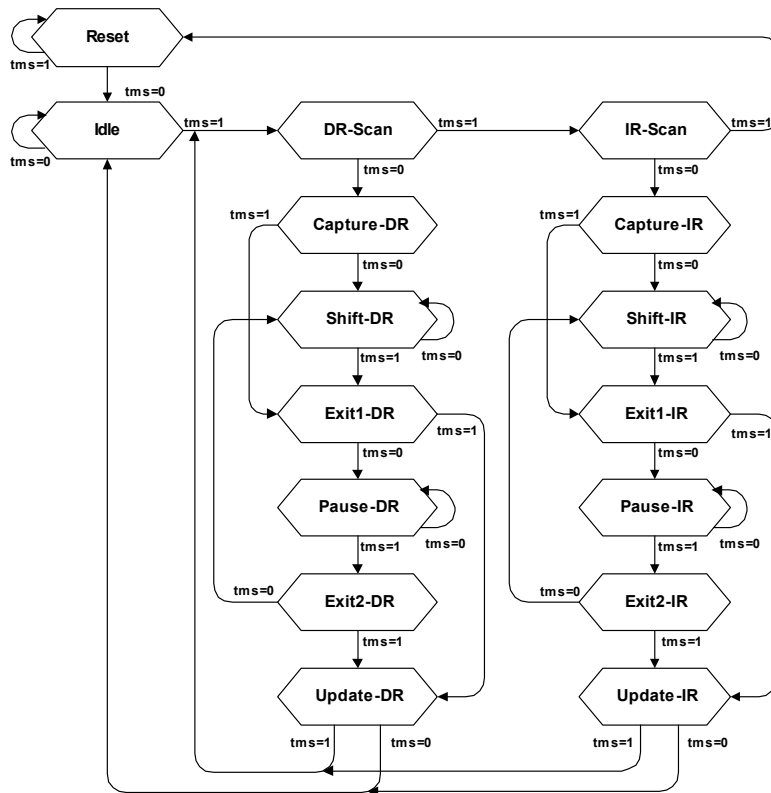 Reset
tms=1
tms=0
Idle
tms=1
DR-Scan
tms=1
IR-Scan
tms=1
tms=0
tms=0
tms=0
tms=1
Capture-DR
tms=1
Capture-IR
tms=0
tms=0
Shift-DR
Shift-IR
tms=1
tms=0
tms=1
tms=0
Exit1-DR
Exit1-IR
tms=1
tms=1
tms=0
tms=0
Pause-DR
Pause-IR
tms=1
tms=0
tms=1
tms=0
tms=0
Exit2-DR
tms=0
Exit2-IR
tms=1
tms=1
Update-DR
Update-IR
tms=1
tms=0
tms=1
tms=0